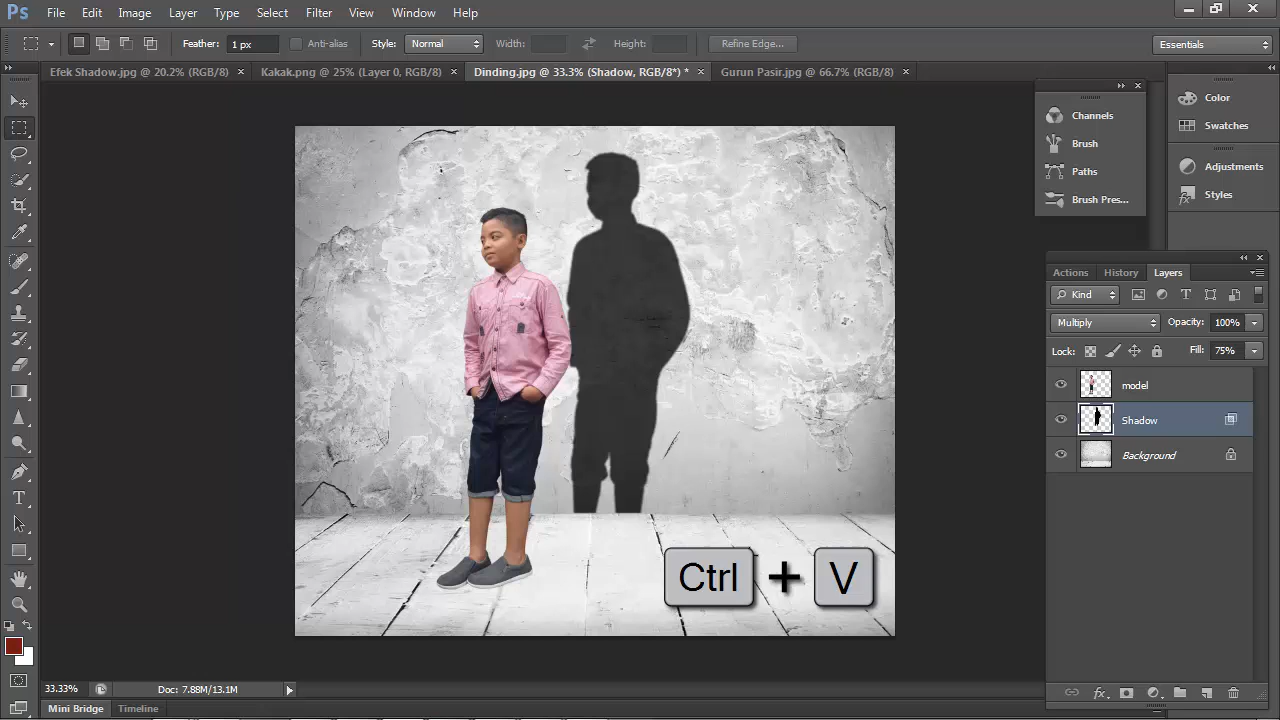 Ps File Edit Image Layer Type Select Filter View Window Help
Feather: 1 px Anti-alias Style: Normal Width: Height: Refine Edge... Essentials
Efek Shadow.jpg @ 20.2% (RGB/8) × Kakak.png @ 25% (Layer 0, RGB/8) × Dinding.jpg @ 33.3% (Shadow, RGB/8*) * × Gurun Pasir.jpg @ 66.7% (RGB/8) ×
Channels
Brush
Paths
Brush Pres...
Color
Swatches
Adjustments
Styles
Actions History Layers
Kind
Multiply Opacity: 100%
Lock: Fill: 75%
model
Shadow
Background
Ctrl + V
33.33% Doc: 7.88M/13.1M
Mini Bridge Timeline